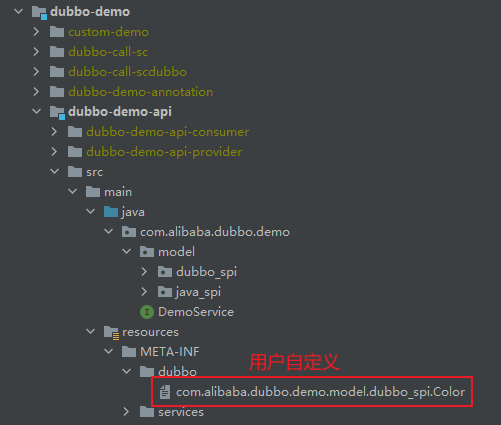 dubbo-demo
custom-demo
dubbo-call-sc
dubbo-call-scdubbo
dubbo-demo-annotation
dubbo-demo-api
dubbo-demo-api-consumer
dubbo-demo-api-provider
src
main
java
com.alibaba.dubbo.demo
model
dubbo_spi
java_spi
DemoService
resources
META-INF
用户自定义
dubbo
com.alibaba.dubbo.demo.model.dubbo_spi.Color
services